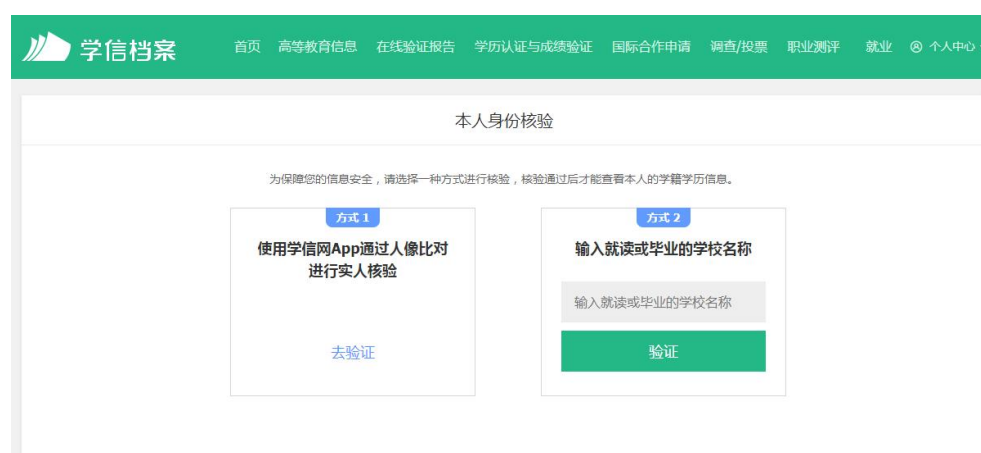 学信档案
首页 高等教育信息 在线验证报告 学历认证与成绩验证 国际合作申请 调查/投票 职业测评 就业 个人中心
本人身份核验
为保障您的信息安全，请选择一种方式进行核验，核验通过后才能查看本人的学籍学历信息。
方式 1
使用学信网App通过人像比对
进行实人核验
去验证
方式 2
输入就读或毕业的学校名称
输入就读或毕业的学校名称
验证